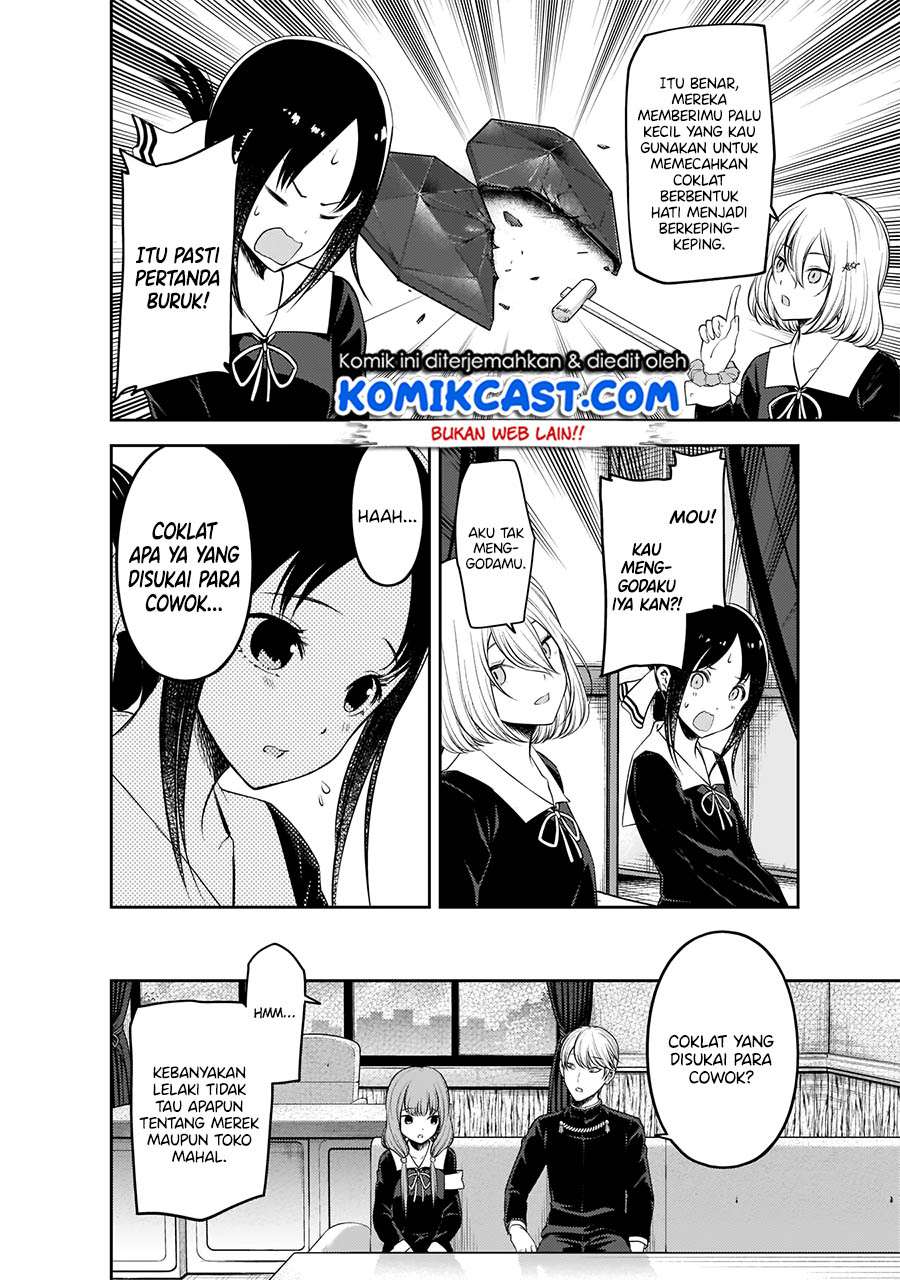 ITU BENAR,
MEREKA
MEMBERIMU PALU
KECIL YANG KAU
GUNAKAN UNTUK
MEMECAHKAN
COKLAT
BERBENTUK
HATI MENJADI
BERKEPING-
KEPING.
ITU PASTI
PERTANDA
BURUK!
Komik ini diterjemahkan & diedit oleh
KOMIKCAST.COM
BUKAN WEB LAIN!!
MOU!
KAU
MENG-
GODAKU
IYA KAN?!
AKU TAK
MENG-
GODAMU.
HAAH...
COKLAT
APA YA YANG
DISUKAI PARA
COWOK...
COKLAT YANG
DISUKAI PARA
COWOK?
HMM...
KEBANYAKAN
LELAKI TIDAK
TAU APAPUN
TENTANG MEREK
MAUPUN TOKO
MAHAL.